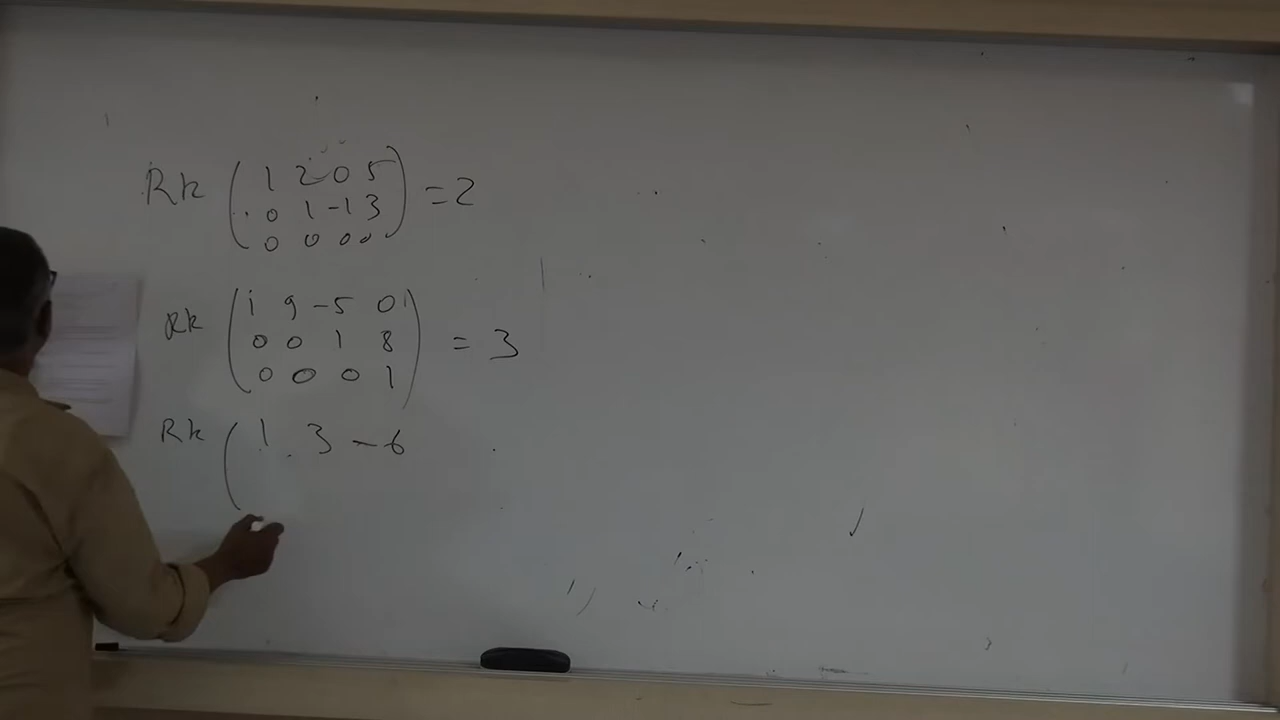 Rk ( 1 2 0 5 ) = 2
0 1 -1 3
0 0 0 0
Rk ( 1 9 -5 0 ) = 3
0 0 1 8
0 0 0 1
Rk ( 1 3 -6